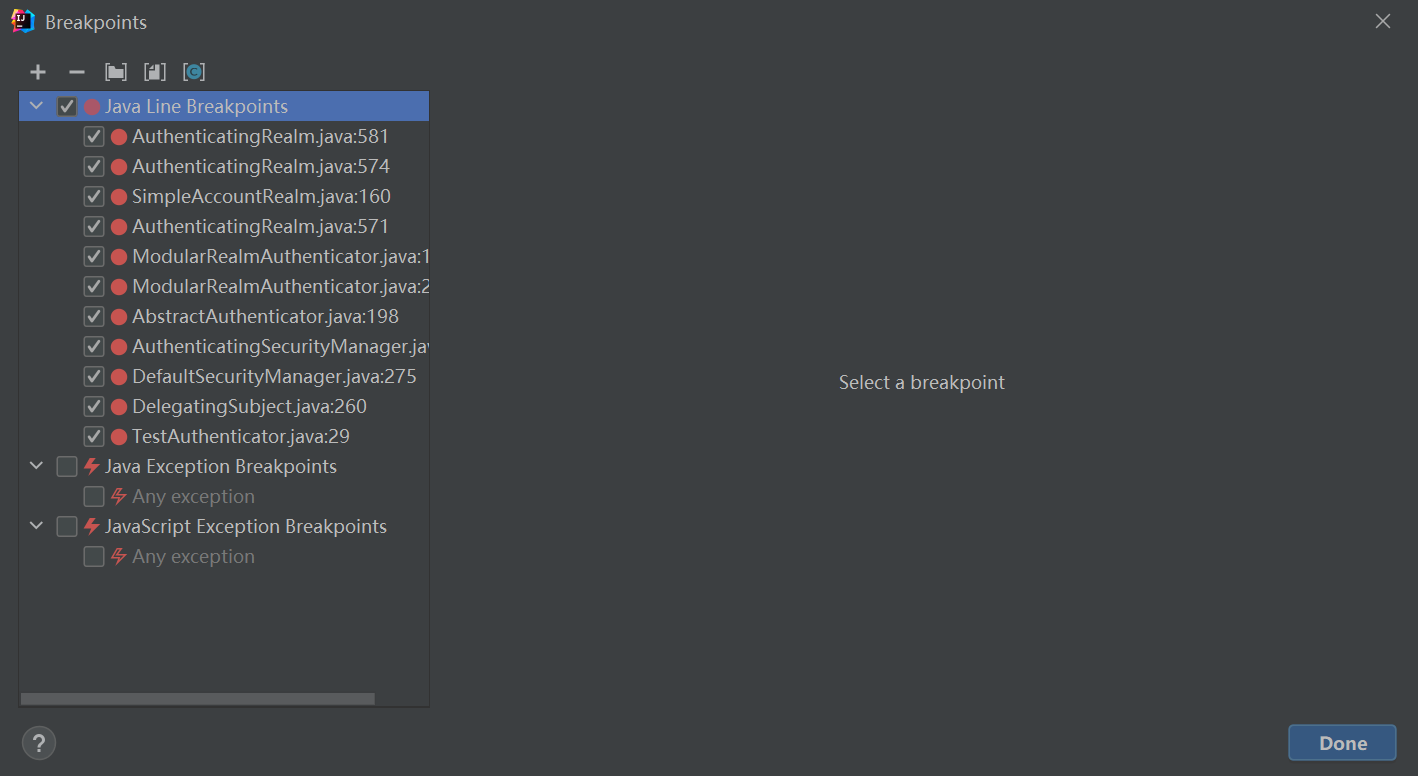 Breakpoints
Java Line Breakpoints
AuthenticatingRealm.java:581
AuthenticatingRealm.java:574
SimpleAccountRealm.java:160
AuthenticatingRealm.java:571
ModularRealmAuthenticator.java:1
ModularRealmAuthenticator.java:2
AbstractAuthenticator.java:198
AuthenticatingSecurityManager.jav
DefaultSecurityManager.java:275
DelegatingSubject.java:260
TestAuthenticator.java:29
Java Exception Breakpoints
Any exception
JavaScript Exception Breakpoints
Any exception
Select a breakpoint
?
Done